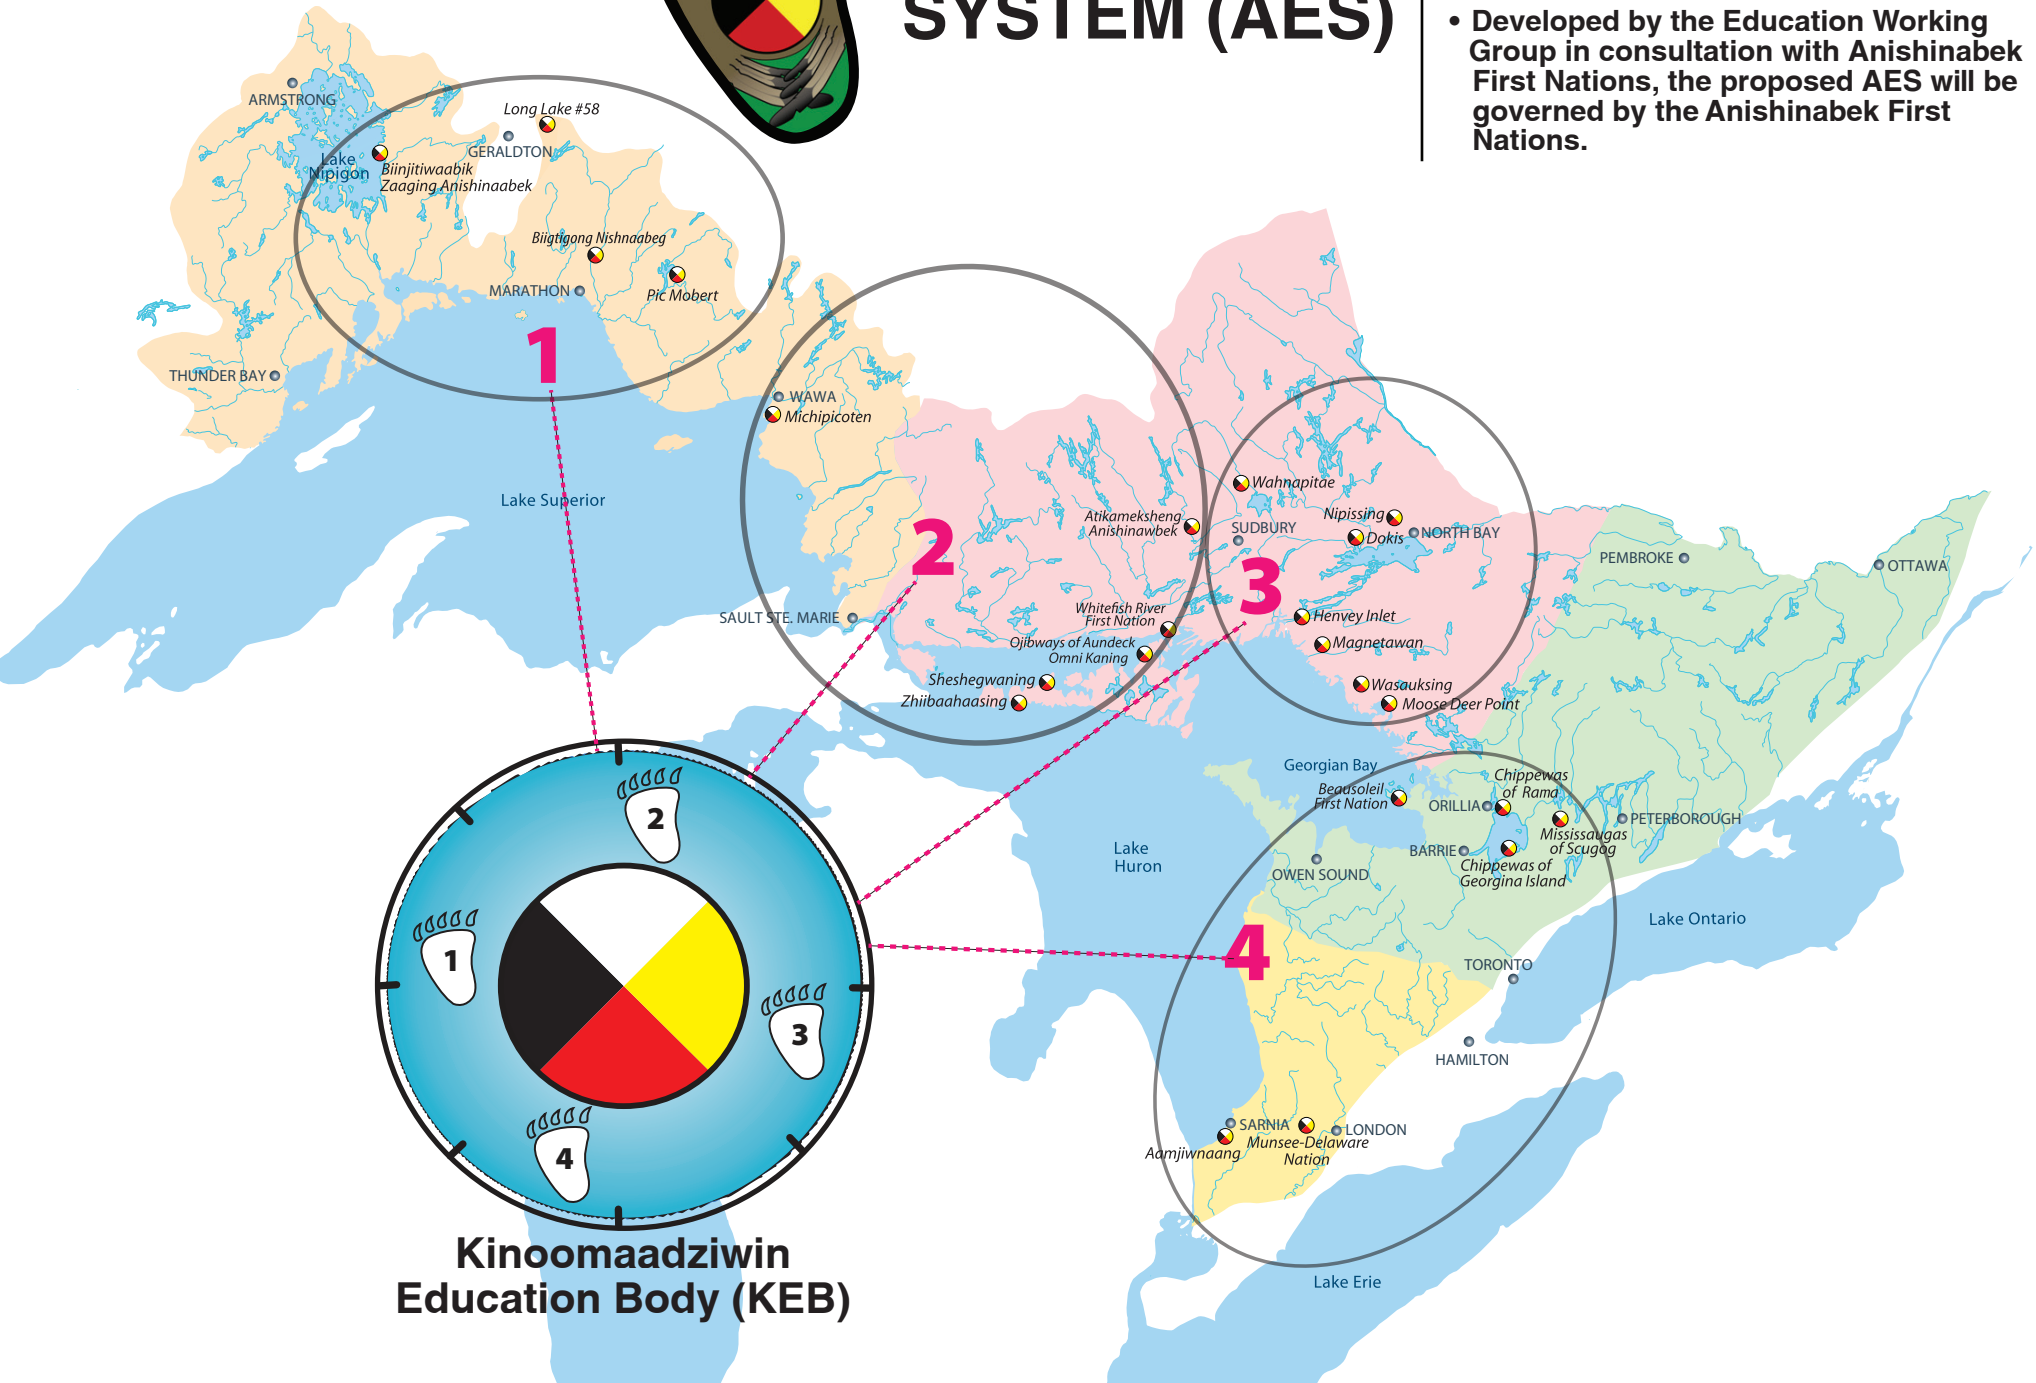 SYSTEM (AES)
• Developed by the Education Working
Group in consultation with Anishinabek
First Nations, the proposed AES will be
governed by the Anishinabek First
Nations.
ARMSTRONG
Long Lake #58
GERALDTON
Lake
Nipigon
Biinjitiwaabik
Zaaging Anishinaabek
Biigtigong Nishnaabeg
MARATHON
Pic Mobert
1
THUNDER BAY
WAWA
Michipicoten
Lake Superior
2
Atikameksheng
Anishinawbek
Wahnapitae
SUDBURY
Nipissing
Dokis
NORTH BAY
3
PEMBROKE
OTTAWA
SAULT STE. MARIE
Whitefish River
First Nation
Ojibways of Aundeck
Omni Kaning
Sheshegwaning
Zhiibaahaasing
Henvey Inlet
Magnetawan
Wasauksing
Moose Deer Point
Georgian Bay
Beausoleil
First Nation
Chippewas
of Rama
ORILLIA
Mississaugas
of Scugog
PETERBOROUGH
BARRIE
Chippewas of
Georgina Island
OWEN SOUND
Lake
Huron
Lake Ontario
4
TORONTO
HAMILTON
SARNIA
Aamjiwnaang
Munsee-Delaware
Nation
LONDON
Lake Erie
2
1
3
4
Kinoomaadziwin
Education Body (KEB)